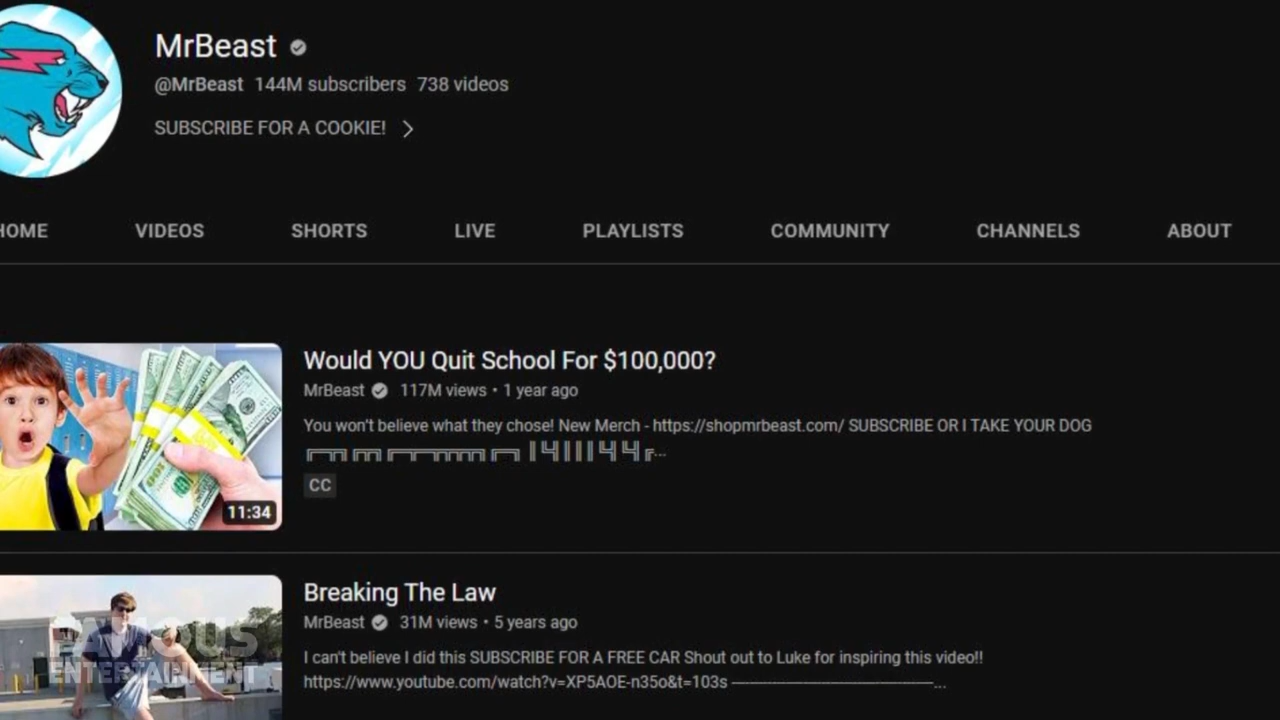 MrBeast
@MrBeast 144M subscribers 738 videos
SUBSCRIBE FOR A COOKIE!
HOME VIDEOS SHORTS LIVE PLAYLISTS COMMUNITY CHANNELS ABOUT
Would YOU Quit School For $100,000?
MrBeast 117M views • 1 year ago
You won't believe what they chose! New Merch - https://shopmrbeast.com/ SUBSCRIBE OR I TAKE YOUR DOG
CC
11:34
Breaking The Law
MrBeast 31M views • 5 years ago
I can't believe I did this SUBSCRIBE FOR A FREE CAR Shout out to Luke for inspiring this video!!
https://www.youtube.com/watch?v=XP5AOE-n35o&t=103s ----------------------------------------...
FAMOUS
ENTERTAINMENT